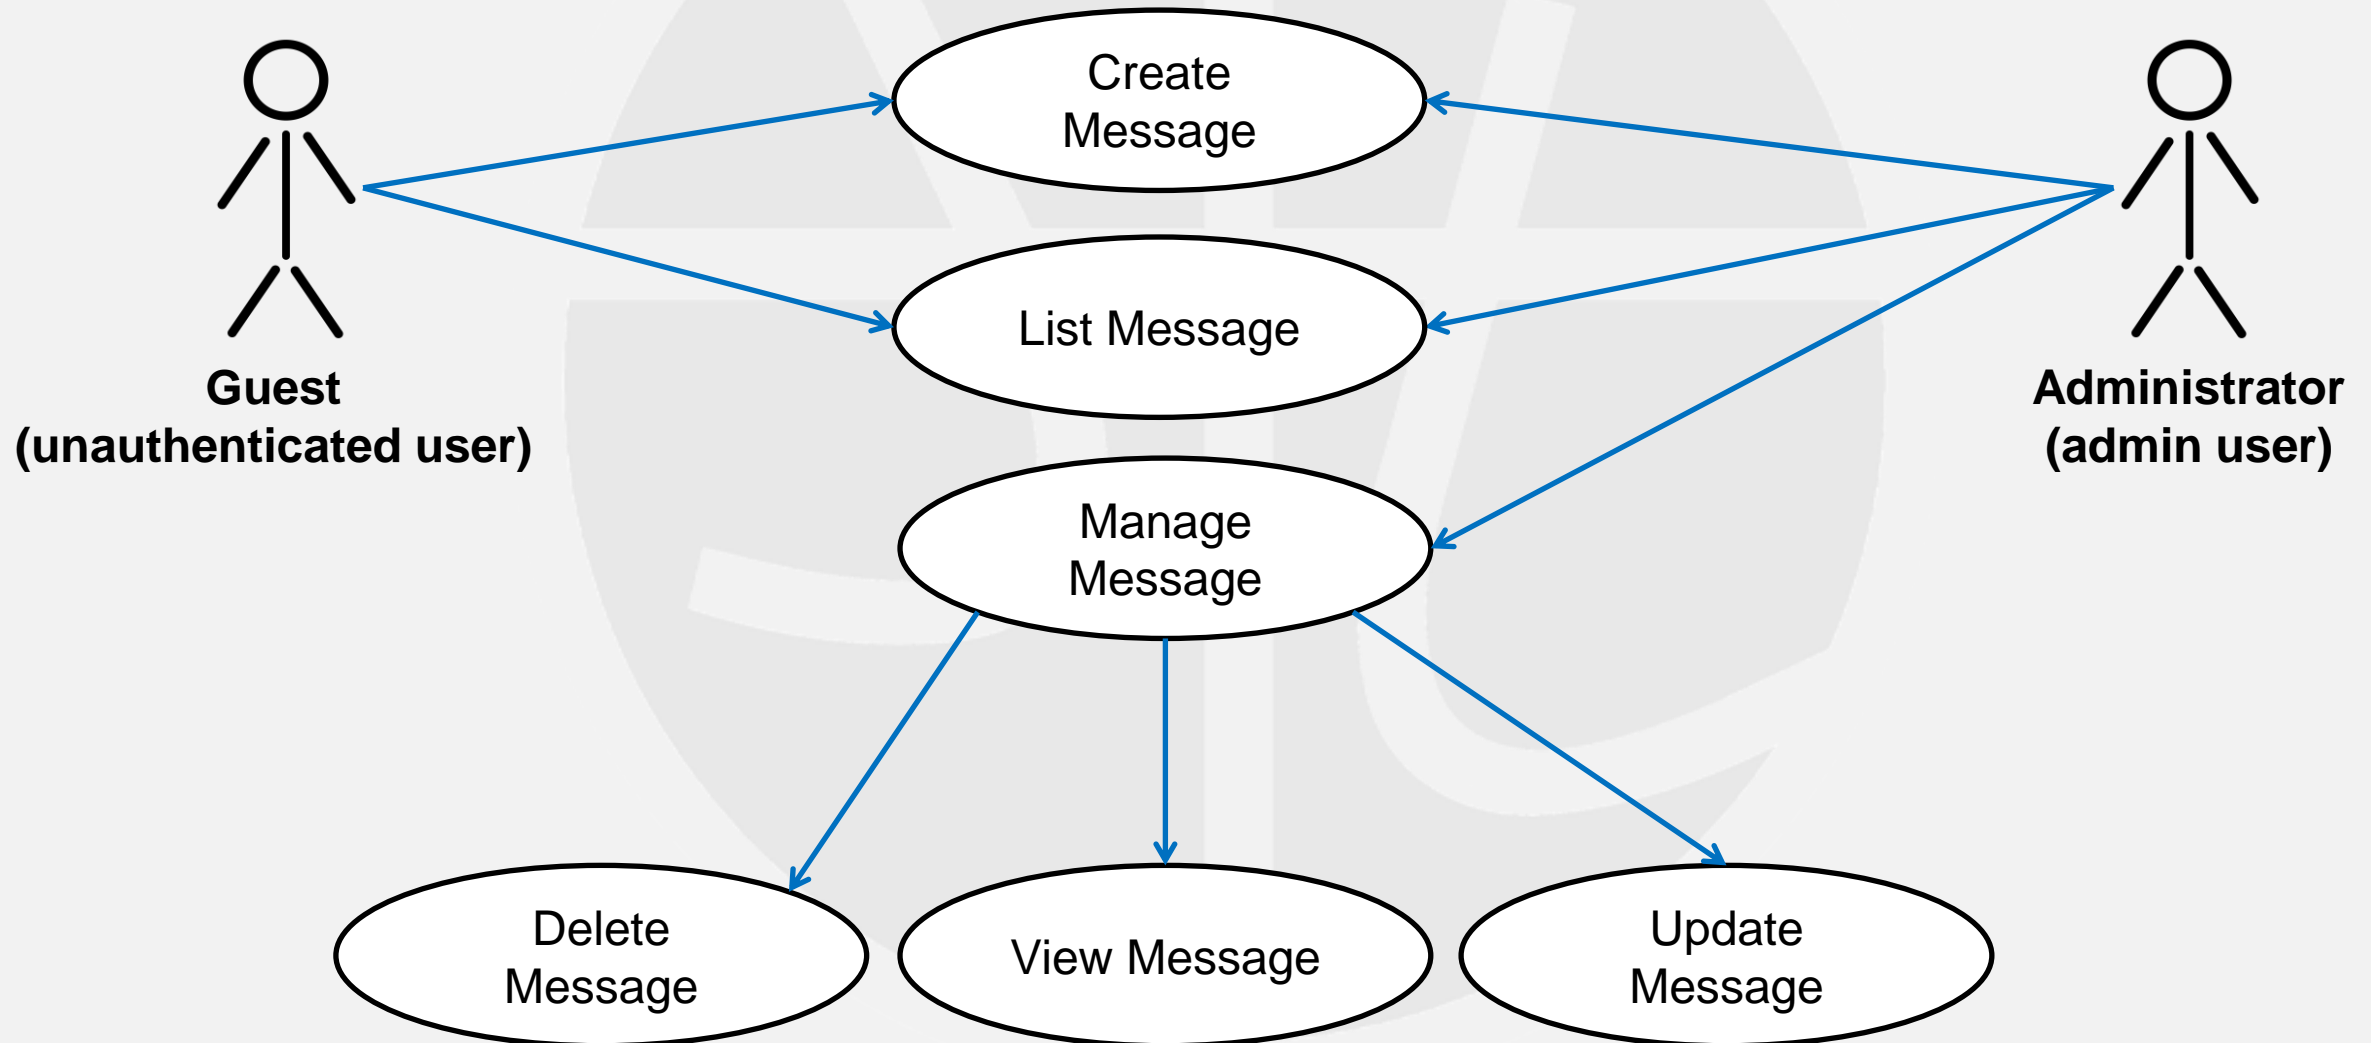 Create
Message
List Message
Guest
(unauthenticated user)
Administrator
(admin user)
Manage
Message
Delete
Message
View Message
Update
Message